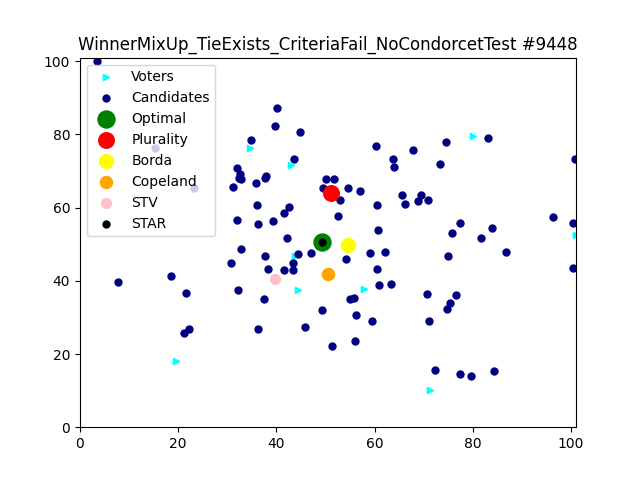 WinnerMixUp_TieExists_CriteriaFail_NoCondorcetTest #9448
100
80
60
40
20
0
Voters
Candidates
Optimal
Plurality
Borda
Copeland
STV
STAR
0 20 40 60 80 100